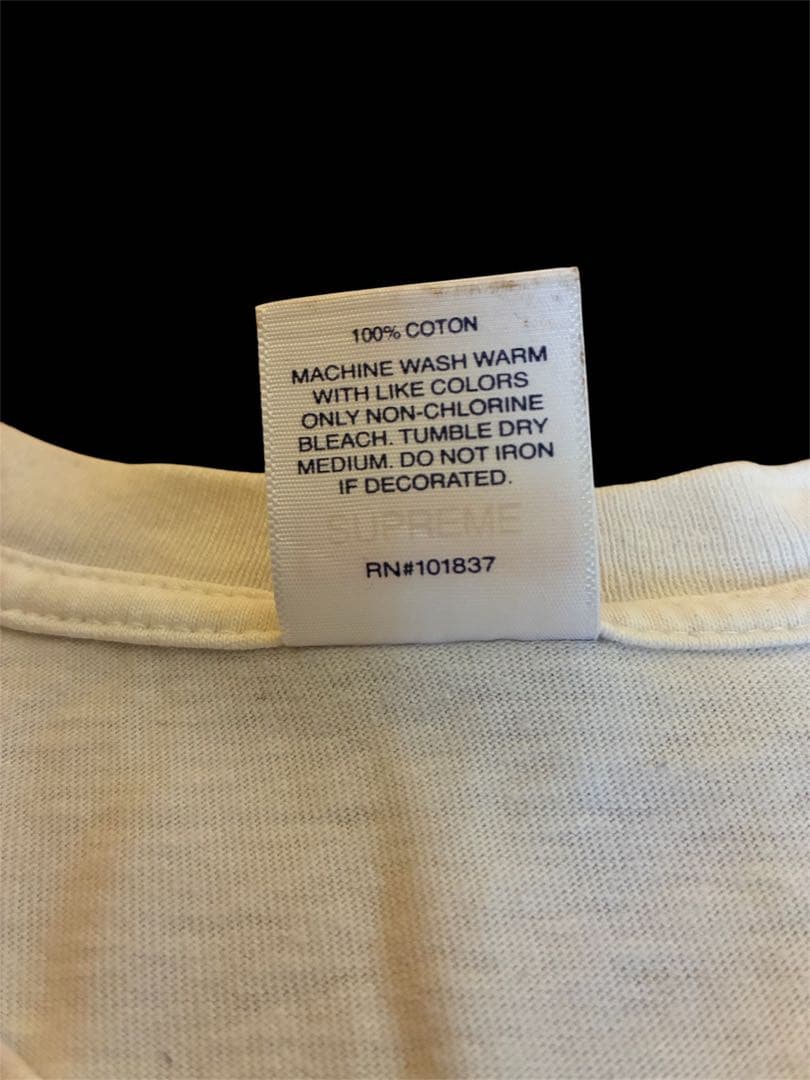 100% COTON
MACHINE WASH WARM
WITH LIKE COLORS
ONLY NON-CHLORINE
BLEACH. TUMBLE DRY
MEDIUM. DO NOT IRON
IF DECORATED.
SUPREME
RN#101837